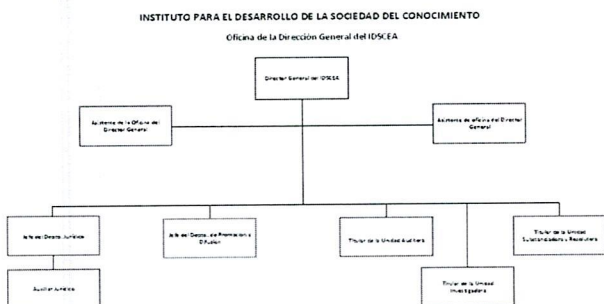 INSTITUTO PARA EL DESARROLLO DE LA SOCIEDAD DEL CONOCIMIENTO
Oficina de la Dirección General del IDSCEA
Director General del IDSCEA
Asistente de la Oficina del
Director General
Asistente de oficina del Director
General
Jefe del Depto. Jurídico
Jefe del Depto. de Promoción y
Difusión
Titular de la Unidad Auditora
Titular de la Unidad
Substanciadora y Resolutora
Auxiliar Jurídico
Titular de la Unidad
Investigadora